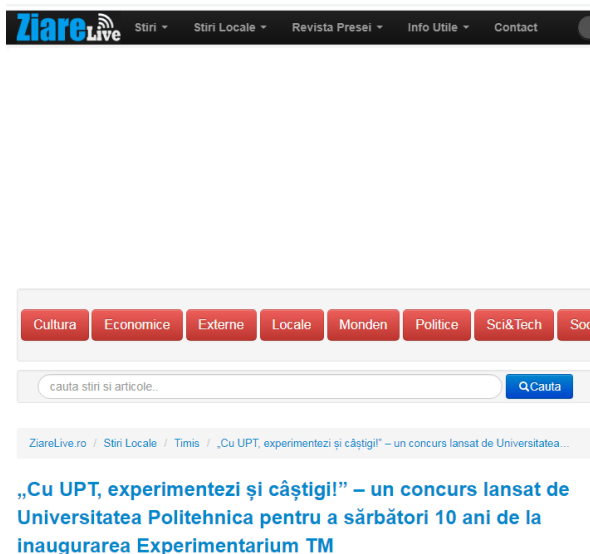 ZiareLive Stiri Stiri Locale Revista Presei Info Utile Contact
Cultura Economice Externe Locale Monden Politice Sci&Tech
cauta stiri si articole.. Cauta
ZiareLive.ro / Stiri Locale / Timis / „Cu UPT, experimentezi și câștigi!” – un concurs lansat de Universitatea...
„Cu UPT, experimentezi și câștigi!” – un concurs lansat de
Universitatea Politehnica pentru a sărbători 10 ani de la
inaugurarea Experimentarium TM